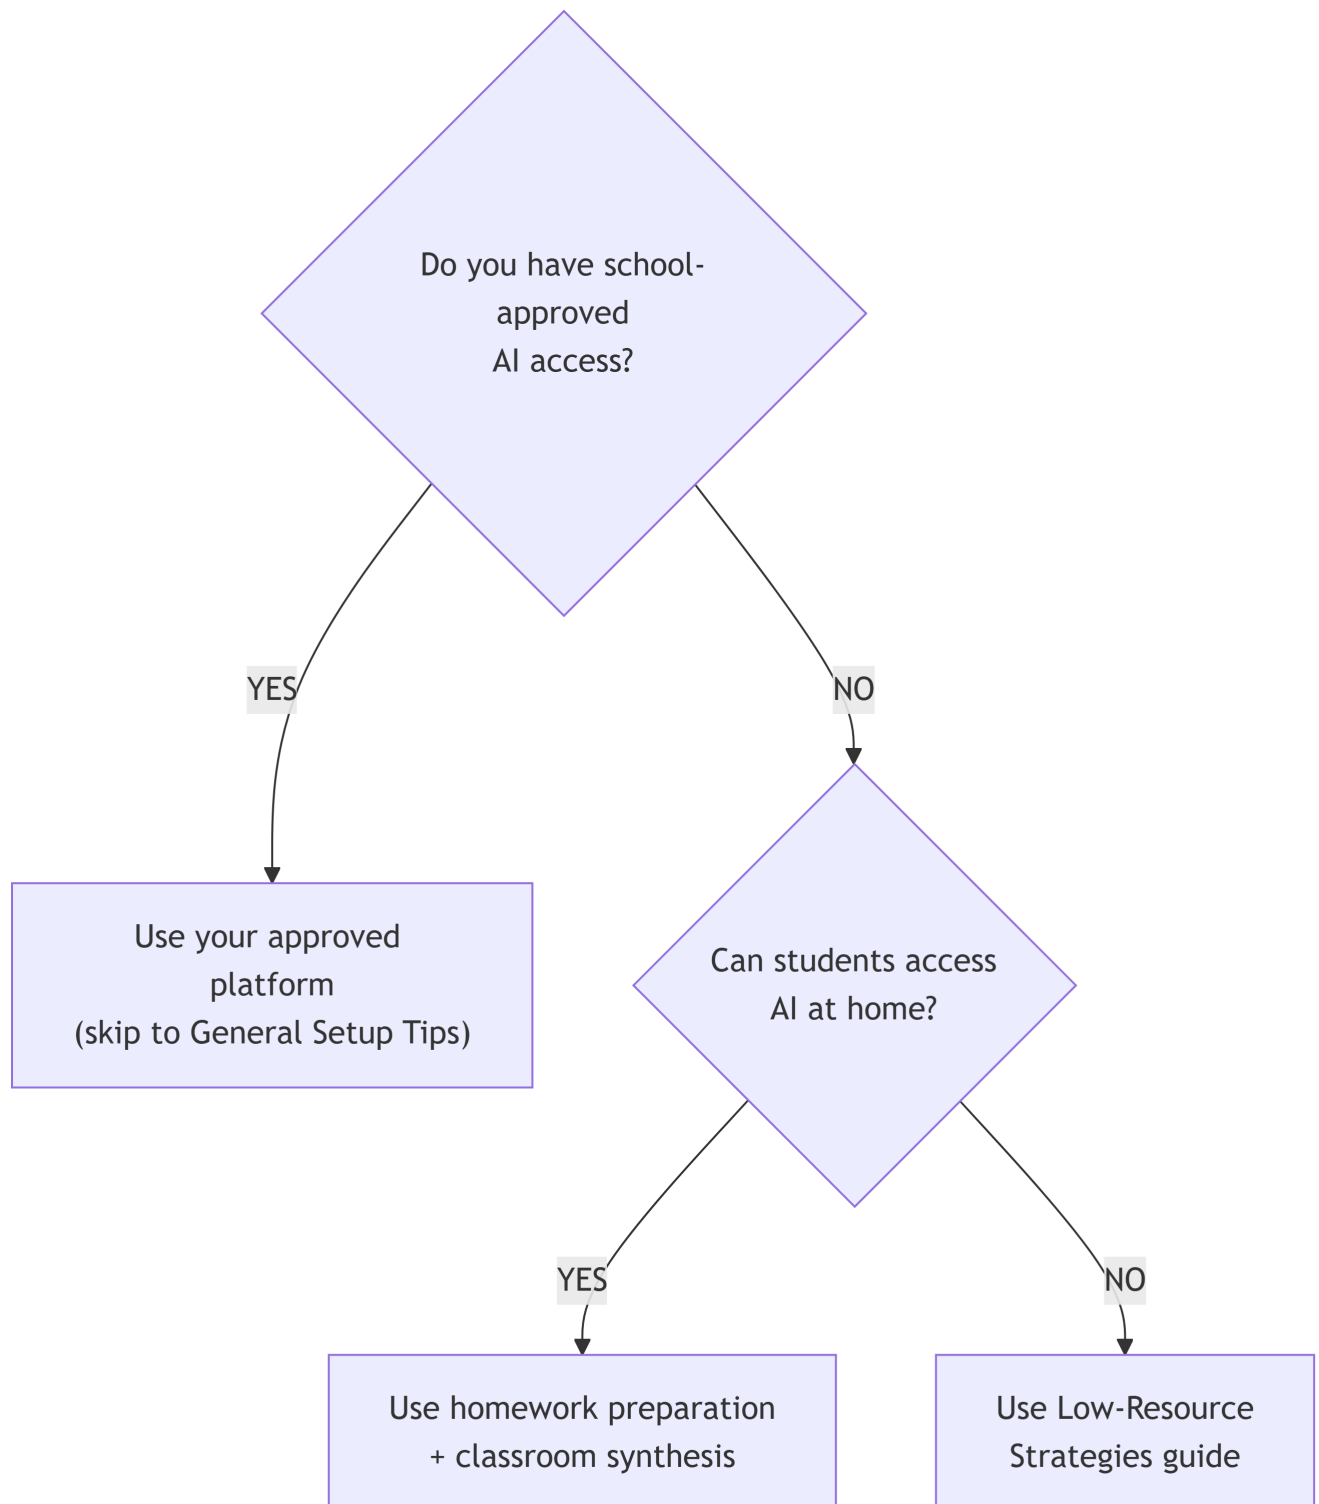 Do you have school-
approved
AI access?
YES
NO
Use your approved
platform
(skip to General Setup Tips)
Can students access
AI at home?
YES
NO
Use homework preparation
+ classroom synthesis
Use Low-Resource
Strategies guide